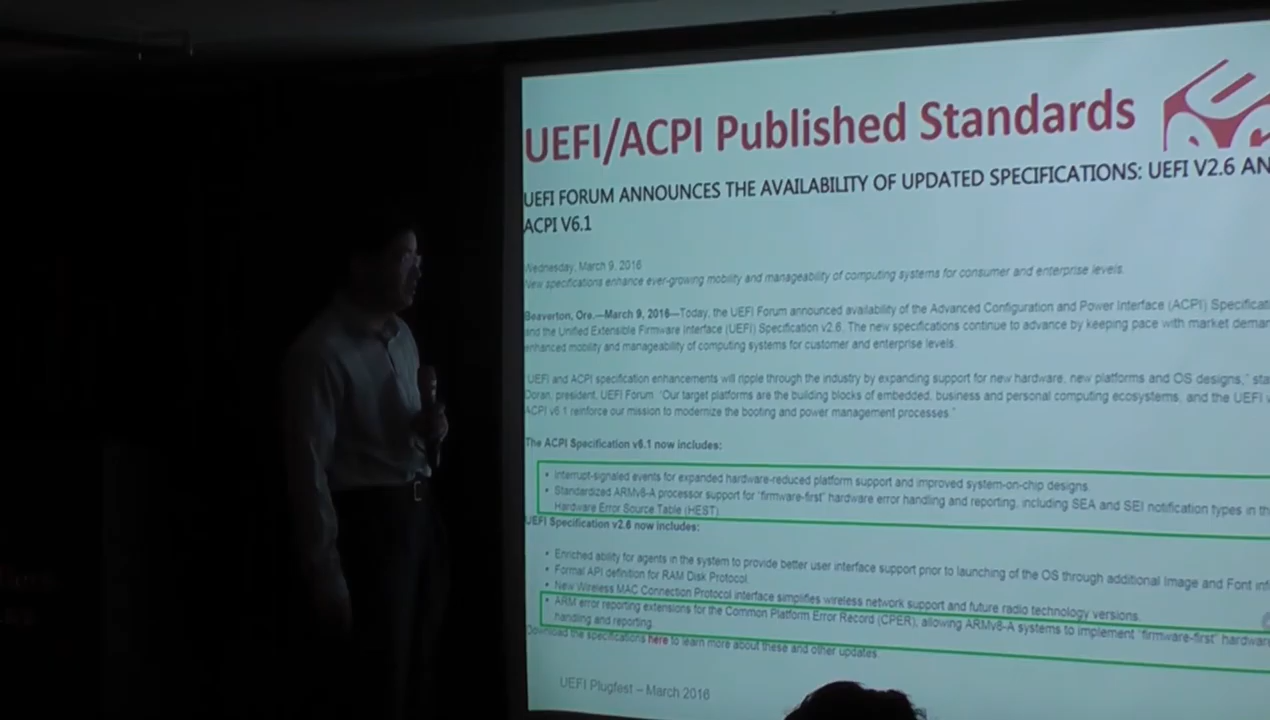 UEFI/ACPI Published Standards
UEFI FORUM ANNOUNCES THE AVAILABILITY OF UPDATED SPECIFICATIONS: UEFI V2.6 AN
ACPI V6.1
Wednesday, March 9, 2016
New specifications enhance ever-growing mobility and manageability of computing systems for consumer and enterprise levels.
Beaverton, Ore.—March 9, 2016—Today, the UEFI Forum announced availability of the Advanced Configuration and Power Interface (ACPI) Specificati
and the Unified Extensible Firmware Interface (UEFI) Specification v2.6. The new specifications continue to advance by keeping pace with market deman
enhanced mobility and manageability of computing systems for customer and enterprise levels.
"UEFI and ACPI specification enhancements will ripple through the industry by expanding support for new hardware, new platforms and OS designs," sta
Doran, president, UEFI Forum. "Our target platforms are the building blocks of embedded, business and personal computing ecosystems, and the UEFI v
ACPI v6.1 reinforce our mission to modernize the booting and power management processes."
The ACPI Specification v6.1 now includes:
• Interrupt-signaled events for expanded hardware-reduced platform support and improved system-on-chip designs.
• Standardized ARMv8-A processor support for "firmware-first" hardware error handling and reporting, including SEA and SEI notification types in th
Hardware Error Source Table (HEST)
UEFI Specification v2.6 now includes:
• Enriched ability for agents in the system to provide better user interface support prior to launching of the OS through additional Image and Font inf
• Formal API definition for RAM Disk Protocol.
• New Wireless MAC Connection Protocol interface simplifies wireless network support and future radio technology versions.
• ARM error reporting extensions for the Common Platform Error Record (CPER), allowing ARMv8-A systems to implement "firmware-first" hardwar
handling and reporting.
Download the specifications here to learn more about these and other updates.
UEFI Plugfest – March 2016